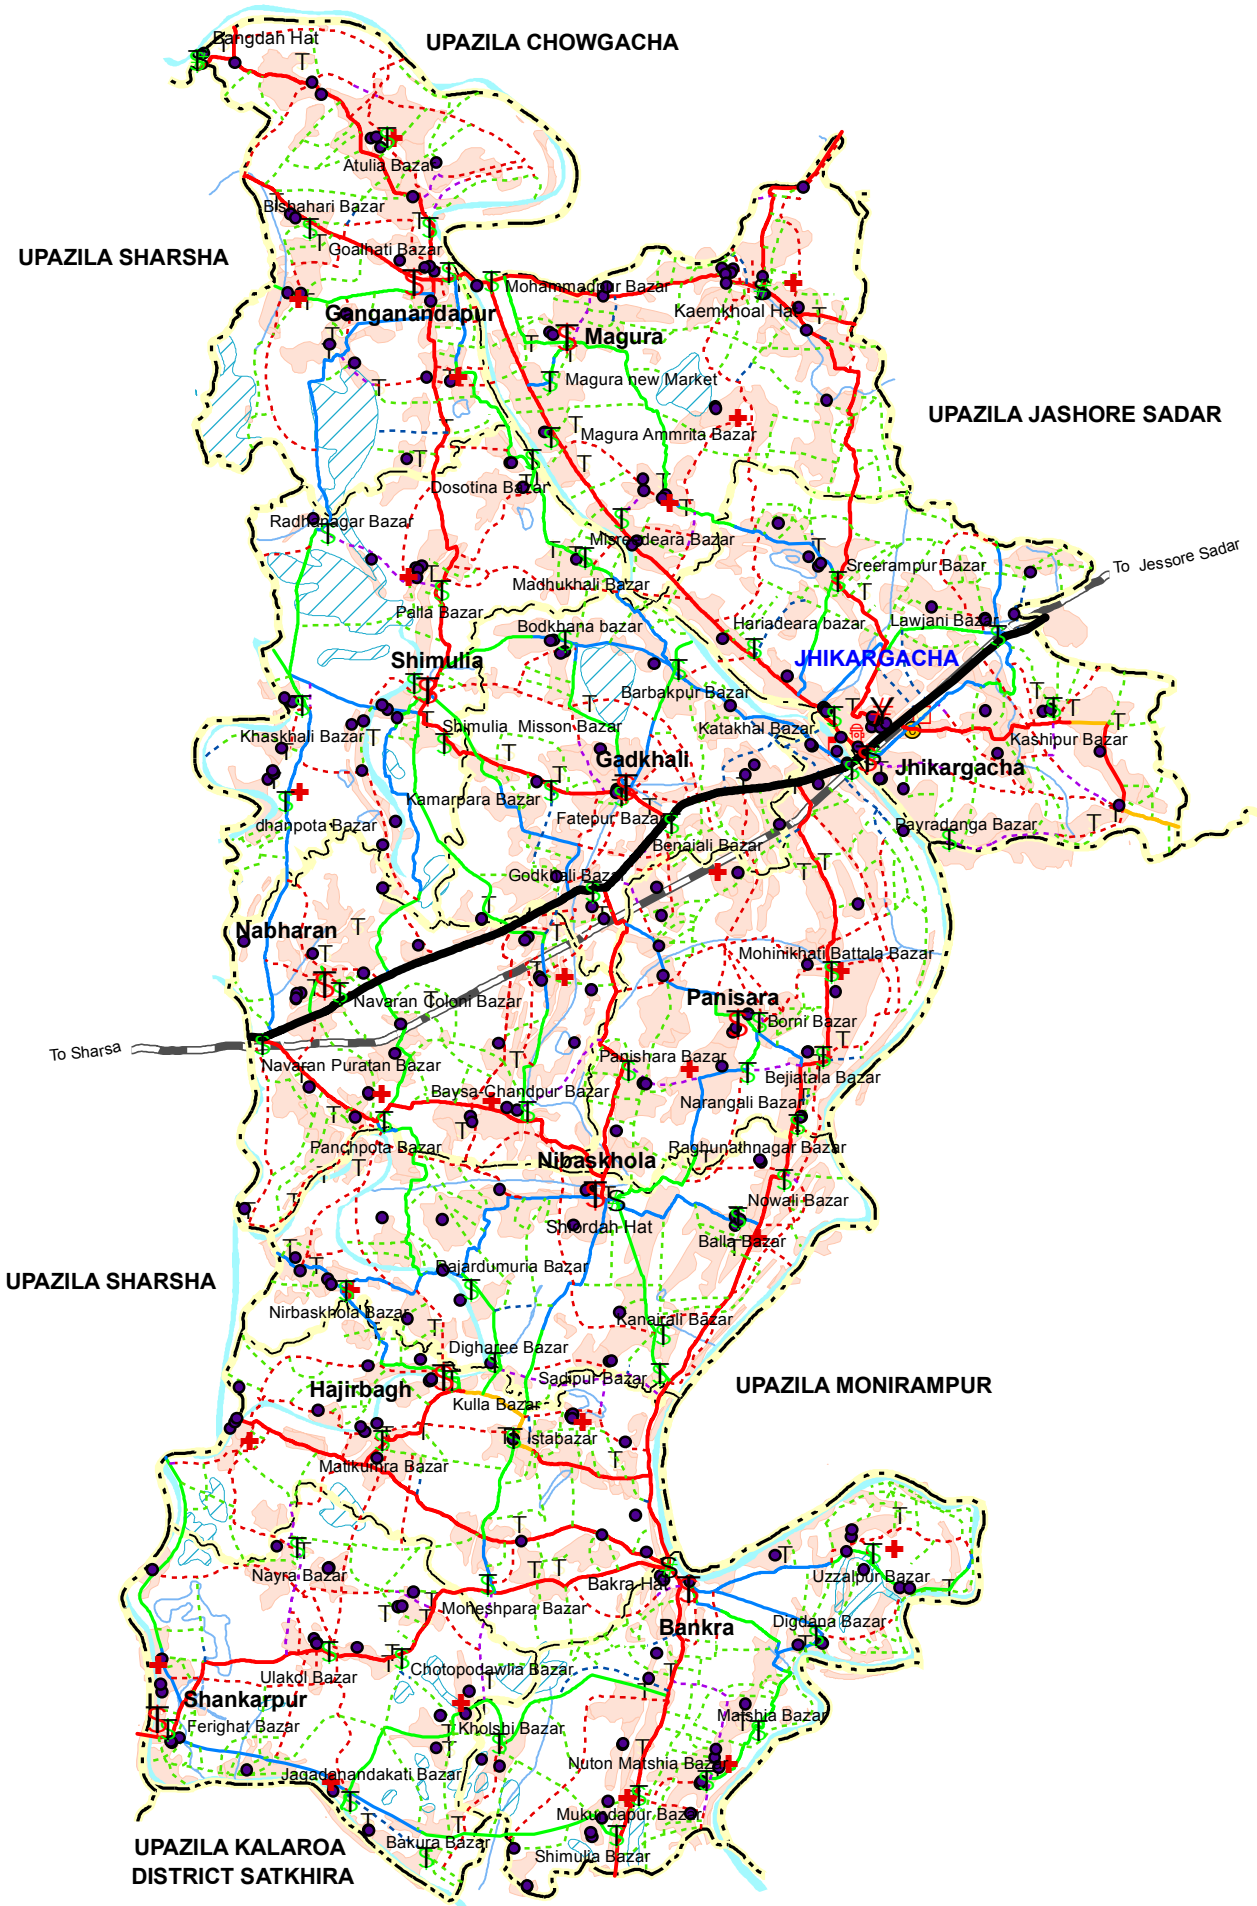 Bangdah Hat
UPAZILA CHOWGACHA
Atulia Bazar
Bishahari Bazar
Goalhati Bazar
UPAZILA SHARSHA
Mohammadpur Bazar
Kaemkhoal Hat
Ganganandapur
Magura
Magura new Market
UPAZILA JASHORE SADAR
Magura Ammrita Bazar
Dosotina Bazar
Radhanagar Bazar
Misreedeara Bazar
To Jessore Sadar
Sreerampur Bazar
Madhukhali Bazar
Palla Bazar
Bodkhana bazar
Hariadeara bazar
Lawjani Bazar
Shimulia
JHIKARGACHA
Barbakpur Bazar
Shimulia Misson Bazar
Katakhal Bazar
Khaskhali Bazar
Kashipur Bazar
Gadkhali
Jhikargacha
Kamarpara Bazar
Fatepur Bazar
dhanpota Bazar
Payradanga Bazar
Benaiali Bazar
Godkhali Bazar
Nabharan
Mohinikhati Battala Bazar
Navaran Coloni Bazar
Panisara
Borni Bazar
To Sharsa
Navaran Puratan Bazar
Panishara Bazar
Bejiatala Bazar
Baysa-Chandpur Bazar
Narangali Bazar
Panchpota Bazar
Raghunathnagar Bazar
Nibaskhola
Nowali Bazar
Shiordah Hat
Balla Bazar
UPAZILA SHARSHA
Rajardumuria Bazar
Nirbaskhola Bazar
Kanairali Bazar
Digharee Bazar
Sadipur Bazar
Hajirbagh
UPAZILA MONIRAMPUR
Kulla Bazar
Istabazar
Matikumra Bazar
Nayra Bazar
Bakra Hat
Uzzalpur Bazar
Moheshpara Bazar
Digdana Bazar
Bankra
Chotopodawlia Bazar
Ulakol Bazar
Shankarpur
Ferighat Bazar
Kholshi Bazar
Matshia Bazar
Nuton Matshia Bazar
Jagadanandakati Bazar
Mukundapur Bazar
Bakura Bazar
Shimulia Bazar
UPAZILA KALAROA
DISTRICT SATKHIRA